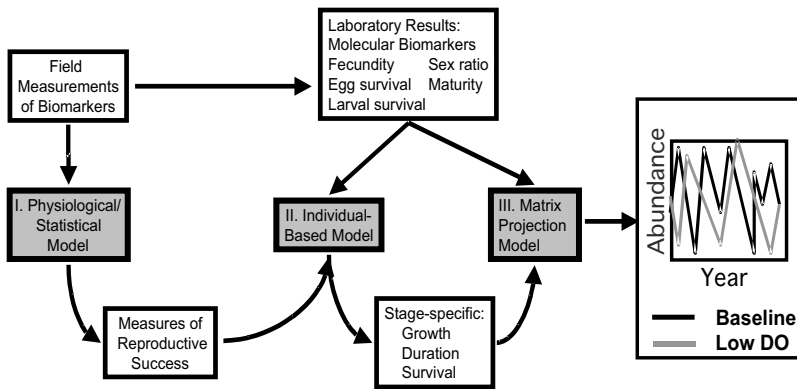 Field
Measurements
of Biomarkers
Laboratory Results:
Molecular Biomarkers
Fecundity Sex ratio
Egg survival Maturity
Larval survival
I. Physiological/
Statistical
Model
II. Individual-
Based Model
III. Matrix
Projection
Model
Measures of
Reproductive
Success
Stage-specific:
Growth
Duration
Survival
Abundance
Year
Baseline
Low DO